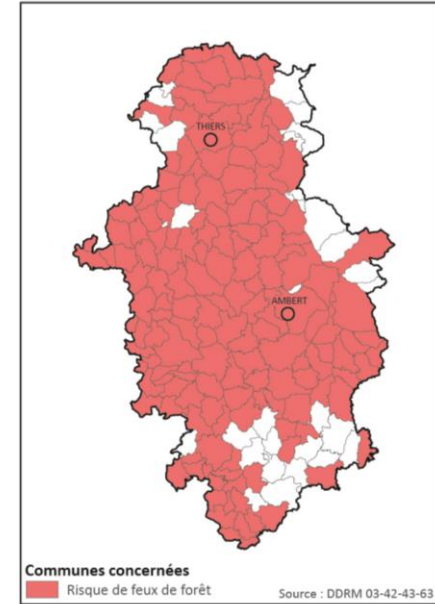 THIERS
AMBERT
Communes concernées
Risque de feux de forêt
Source : DDRM 03-42-43-63